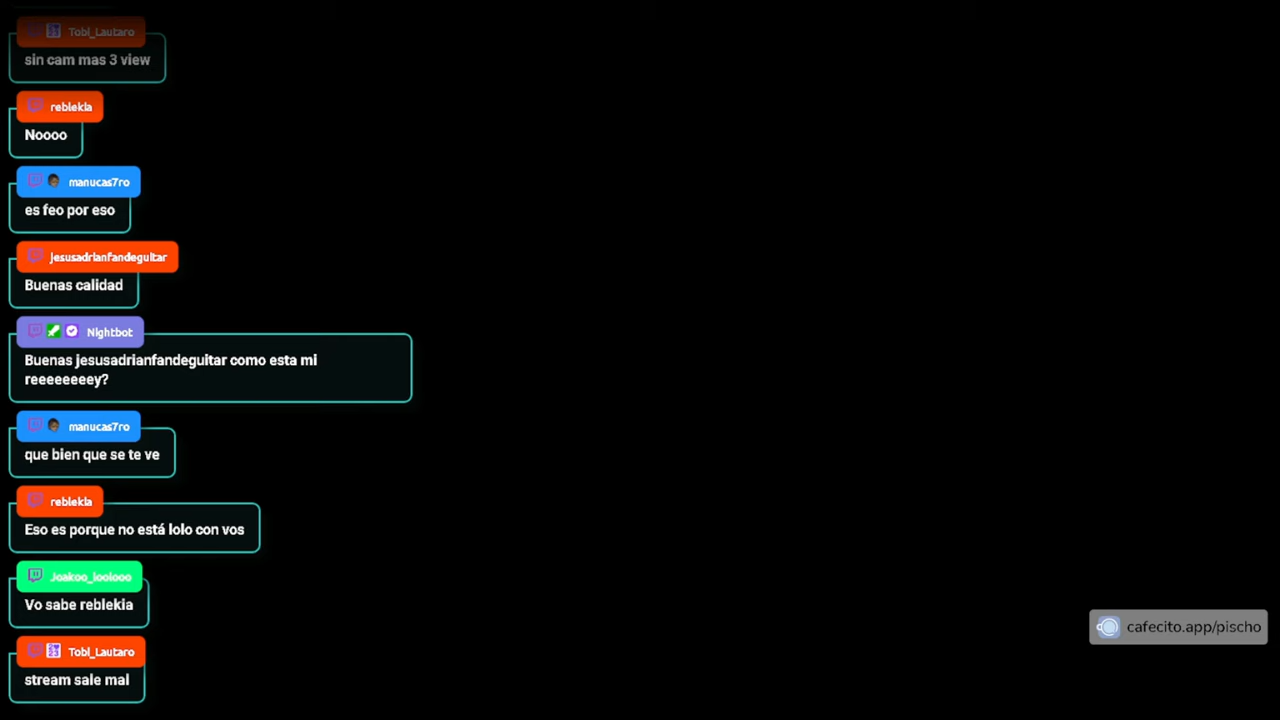 Tobi_Lautaro
sin cam mas 3 view
reblekia
Noooo
manucas7ro
es feo por eso
jesusadrianfandeguitar
Buenas calidad
Nightbot
Buenas jesusadrianfandeguitar como esta mi
reeeeeeeey?
manucas7ro
que bien que se te ve
reblekia
Eso es porque no está lolo con vos
Joakoo_loolooo
Vo sabe reblekia
Tobi_Lautaro
stream sale mal
cafecito.app/pischo